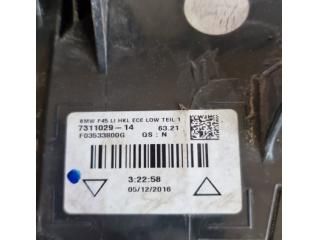 BMW F45 LI HKL ECE LOW TEIL 1
7311029-14 63.21
F03533800G QS: N
3:22:58
05/12/2016